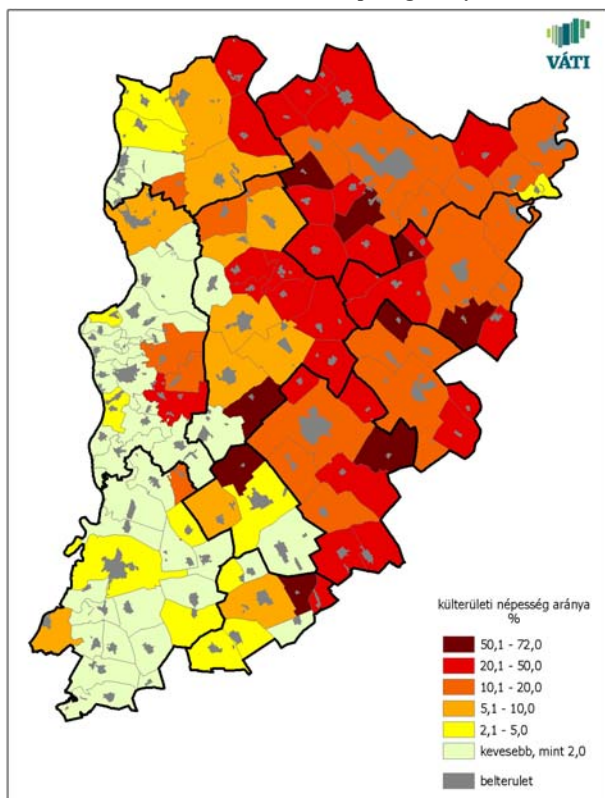 VÁTI
külterületi népesség aránya
%
50,1 - 72,0
20,1 - 50,0
10,1 - 20,0
5,1 - 10,0
2,1 - 5,0
kevesebb, mint 2,0
belterulet